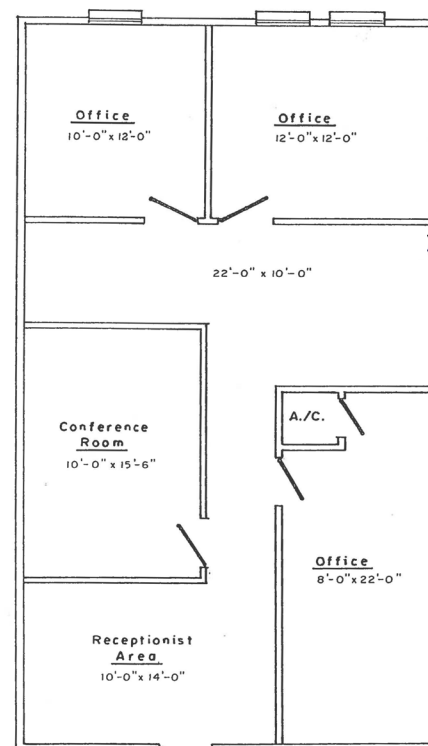 Office
10'-0" x 12'-0"
Office
12'-0" x 12'-0"
22'-0" x 10'-0"
Conference
Room
10'-0" x 15'-6"
A./C.
Office
8'-0" x 22'-0"
Receptionist
Area
10'-0" x 14'-0"